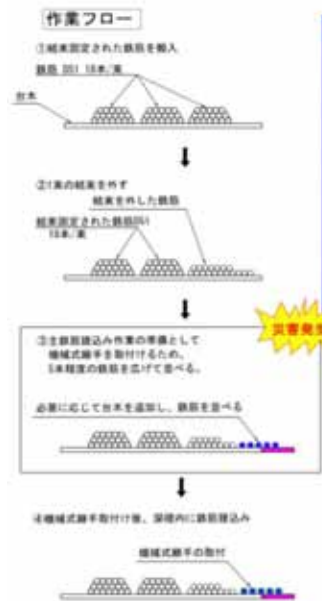 作業フロー
①結束固定された鉄筋を搬入
鉄筋 D51 18本/束
台木
②1束の結束を外す
結束を外した鉄筋
結束固定された鉄筋D51
18本/束
災害発生
③主鉄筋建込み作業の準備として
機械式継手を取付けるため、
5本程度の鉄筋を広げて並べる。
必要に応じて台木を追加し、鉄筋を並べる
④機械式継手取付け後、深礎内に鉄筋建込み
機械式継手の取付